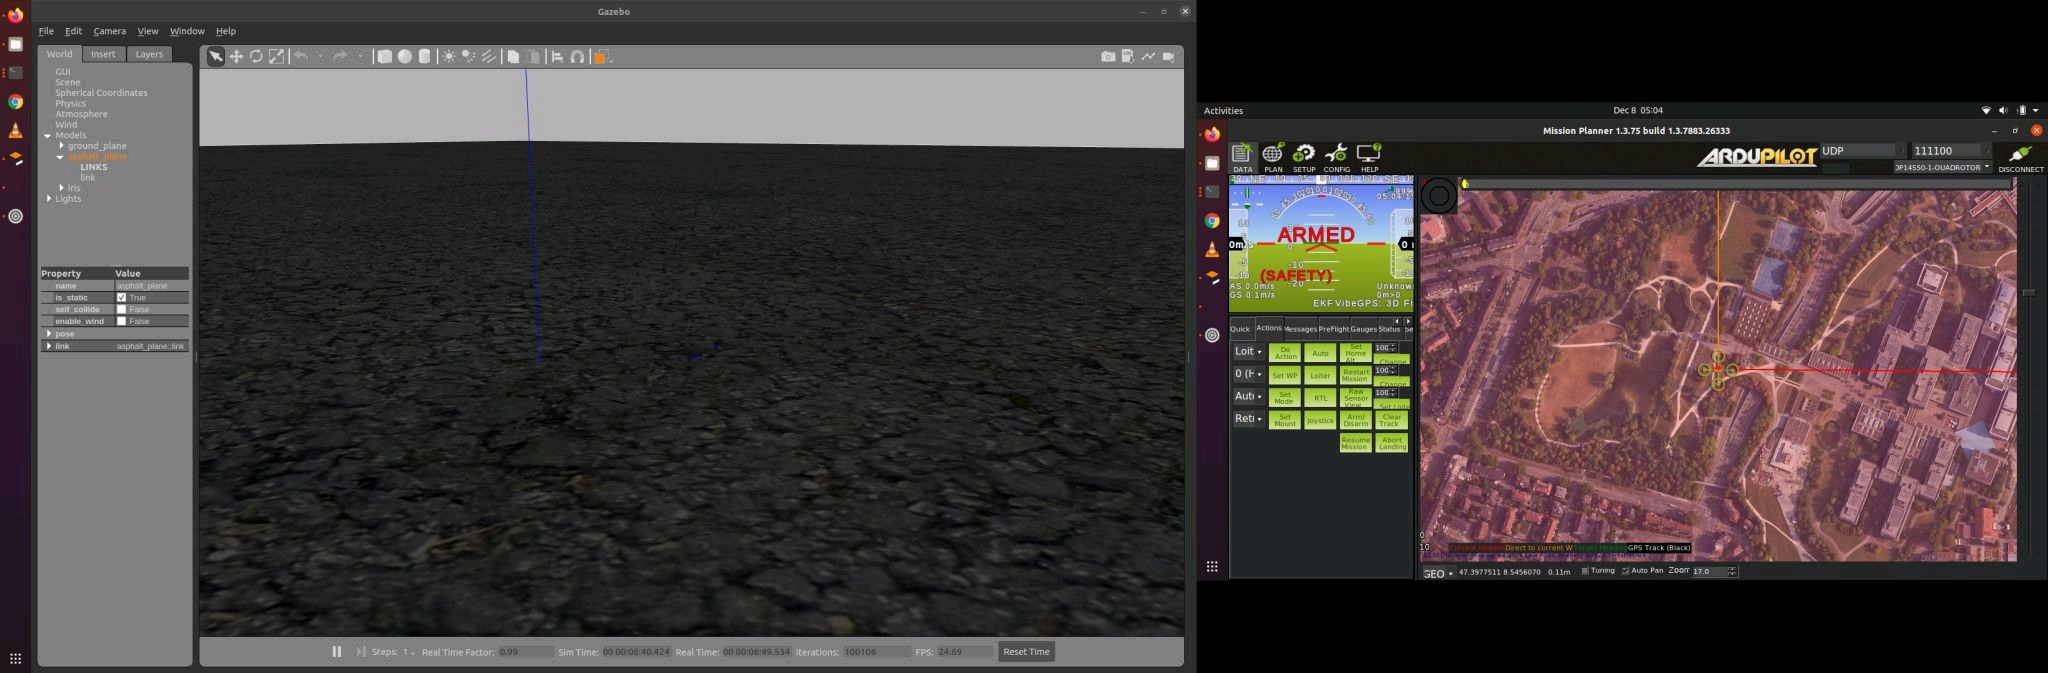 Gazebo
File Edit Camera View Window Help
World Insert Layers
GUI
Scene
Spherical Coordinates
Physics
Atmosphere
Wind
Models
ground_plane
asphalt_plane
LINKS
link
iris
Lights
Property Value
name asphalt_plane
is_static True
self_collide False
enable_wind False
pose
link asphalt_plane::link
Steps: 1 Real Time Factor: 0.99 Sim Time: 00 00:06:40.424 Real Time: 00 00:06:49.534 Iterations: 100106 FPS: 24.69 Reset Time
Activities Dec 8 05:04
Mission Planner 1.3.75 build 1.3.7883.26333
DATA PLAN SETUP CONFIG HELP
ARDUPILOT UDP 111100
DISCONNECT
ARMED
0m/s
(SAFETY)
AS 0.0m/s
GS 0.1m/s
Unknown
0m>0
EKF Vibe GPS: 3D Fi
Quick Actions Messages PreFlight Gauges Status Se
Loit Do Action Auto Set Home Alt 100 Change
0 (H Set WP Loiter Restart Mission 100 Change
Aut Set Mode RTL Raw Sensor View 100 Set Loite
Retr Set Mount Joystick Arm/ Disarm Clear Track
Resume Mission Abort Landing
Current Heading Direct to current W Target Heading GPS Track (Black)
GEO 47.3977511 8.5456070 0.11m Tuning Auto Pan Zoom 17.0